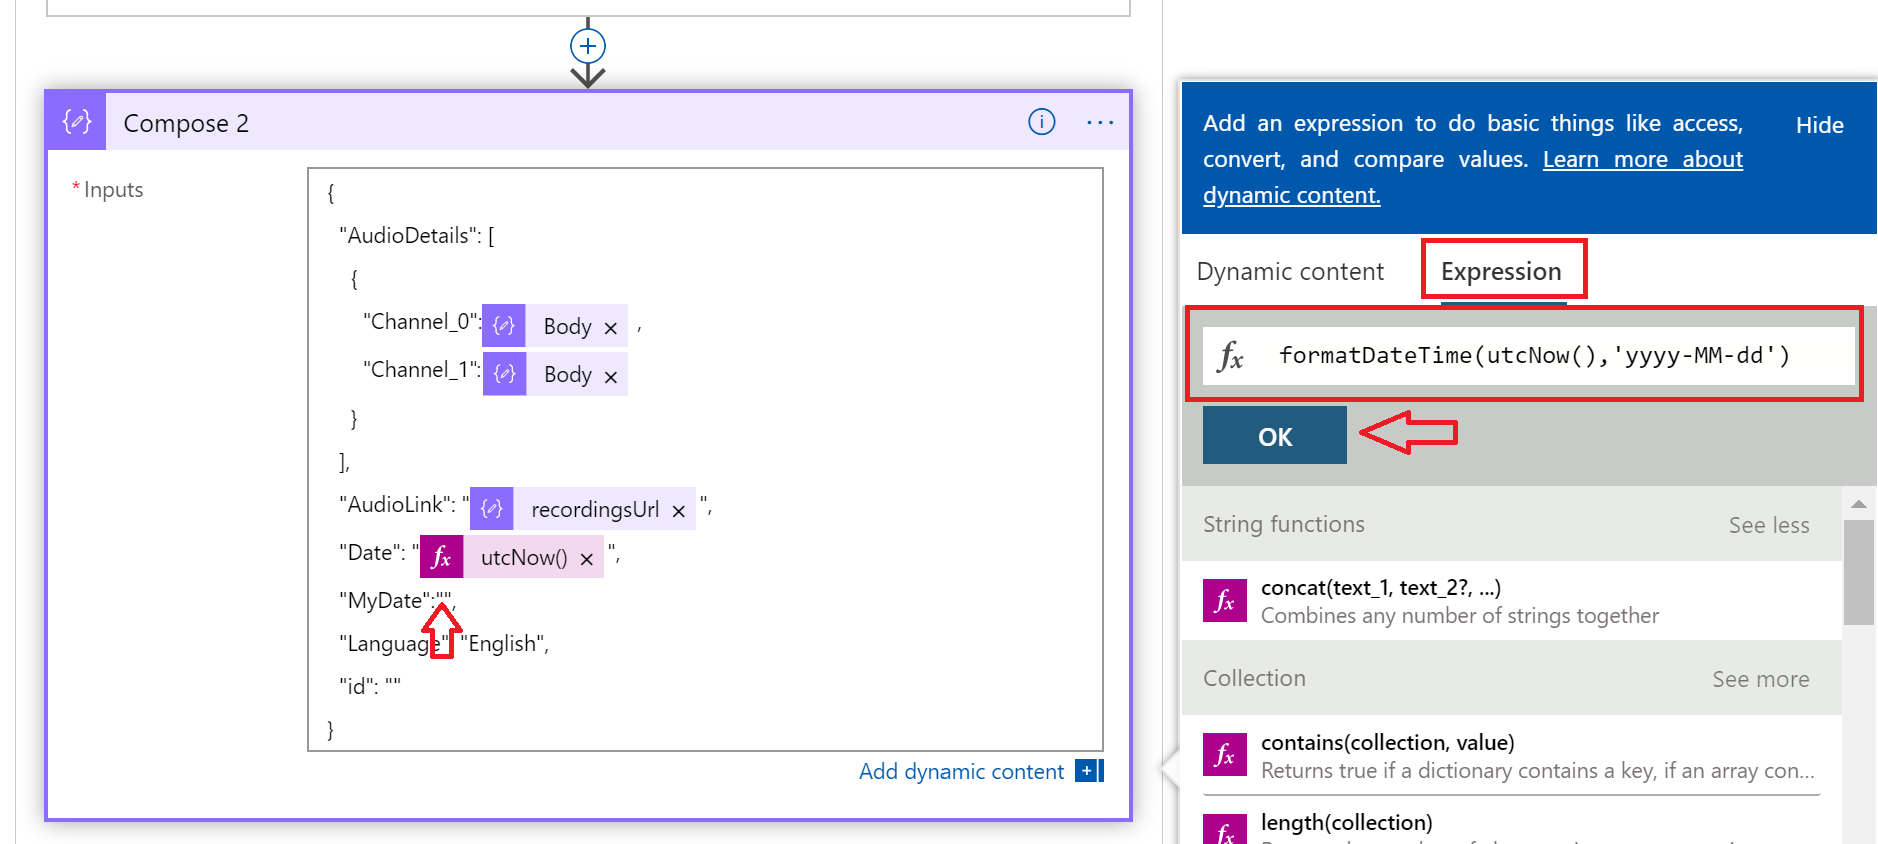 Compose 2
* Inputs
{
"AudioDetails": [
{
"Channel_0": Body × ,
"Channel_1": Body ×
}
],
"AudioLink": " recordingsUrl × ",
"Date": " fx utcNow() × ",
"MyDate":"",
"Language" "English",
"id": ""
}
Add dynamic content
Add an expression to do basic things like access,
convert, and compare values. Learn more about
dynamic content.
Hide
Dynamic content Expression
fx formatDateTime(utcNow(),'yyyy-MM-dd')
OK
String functions See less
fx concat(text_1, text_2?, ...)
Combines any number of strings together
Collection See more
fx contains(collection, value)
Returns true if a dictionary contains a key, if an array con...
fx length(collection)